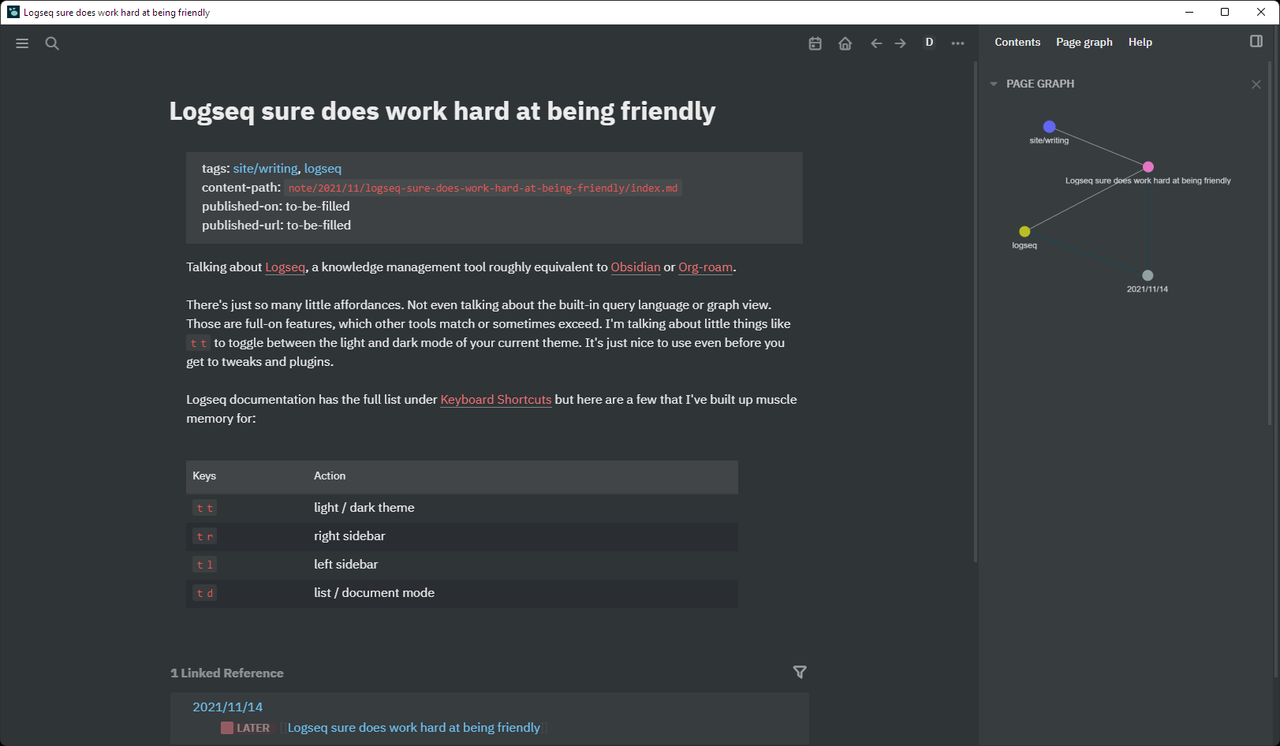 Logseq sure does work hard at being friendly
D
Contents Page graph Help
Logseq sure does work hard at being friendly
tags: site/writing, logseq
content-path: note/2021/11/logseq-sure-does-work-hard-at-being-friendly/index.md
published-on: to-be-filled
published-url: to-be-filled
Talking about Logseq, a knowledge management tool roughly equivalent to Obsidian or Org-roam.
There's just so many little affordances. Not even talking about the built-in query language or graph view.
Those are full-on features, which other tools match or sometimes exceed. I'm talking about little things like
t t to toggle between the light and dark mode of your current theme. It's just nice to use even before you
get to tweaks and plugins.
Logseq documentation has the full list under Keyboard Shortcuts but here are a few that I've built up muscle
memory for:
Keys Action
t t light / dark theme
t r right sidebar
t l left sidebar
t d list / document mode
1 Linked Reference
2021/11/14
LATER [[Logseq sure does work hard at being friendly]]
PAGE GRAPH
site/writing
Logseq sure does work hard at being friendly
logseq
2021/11/14